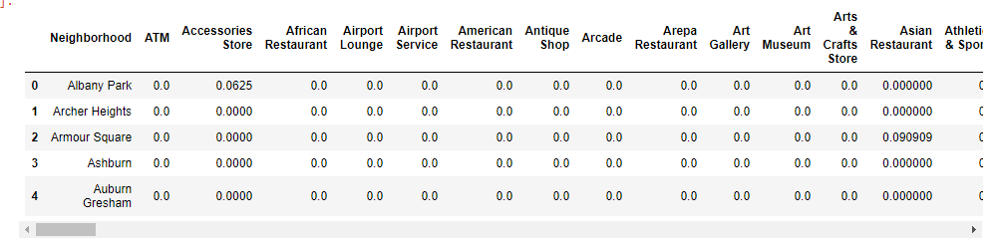 ].
Neighborhood ATM Accessories Store African Restaurant Airport Lounge Airport Service American Restaurant Antique Shop Arcade Arepa Restaurant Art Gallery Art Museum Arts & Crafts Store Asian Restaurant Athleti & Spo
0 Albany Park 0.0 0.0625 0.0 0.0 0.0 0.0 0.0 0.0 0.0 0.0 0.0 0.0 0.000000
1 Archer Heights 0.0 0.0000 0.0 0.0 0.0 0.0 0.0 0.0 0.0 0.0 0.0 0.0 0.000000
2 Armour Square 0.0 0.0000 0.0 0.0 0.0 0.0 0.0 0.0 0.0 0.0 0.0 0.0 0.090909
3 Ashburn 0.0 0.0000 0.0 0.0 0.0 0.0 0.0 0.0 0.0 0.0 0.0 0.0 0.000000
4 Auburn Gresham 0.0 0.0000 0.0 0.0 0.0 0.0 0.0 0.0 0.0 0.0 0.0 0.0 0.000000